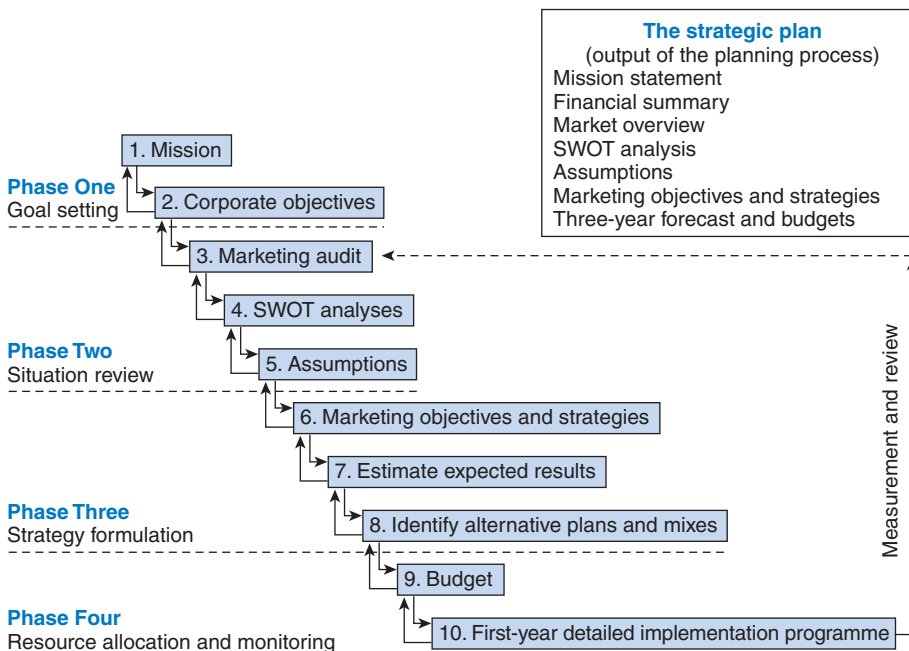 The strategic plan
(output of the planning process)
Mission statement
Financial summary
Market overview
SWOT analysis
Assumptions
Marketing objectives and strategies
Three-year forecast and budgets
1. Mission
Phase One
Goal setting
2. Corporate objectives
3. Marketing audit
4. SWOT analyses
Phase Two
Situation review
5. Assumptions
6. Marketing objectives and strategies
7. Estimate expected results
Phase Three
Strategy formulation
8. Identify alternative plans and mixes
9. Budget
Phase Four
Resource allocation and monitoring
10. First-year detailed implementation programme
Measurement and review